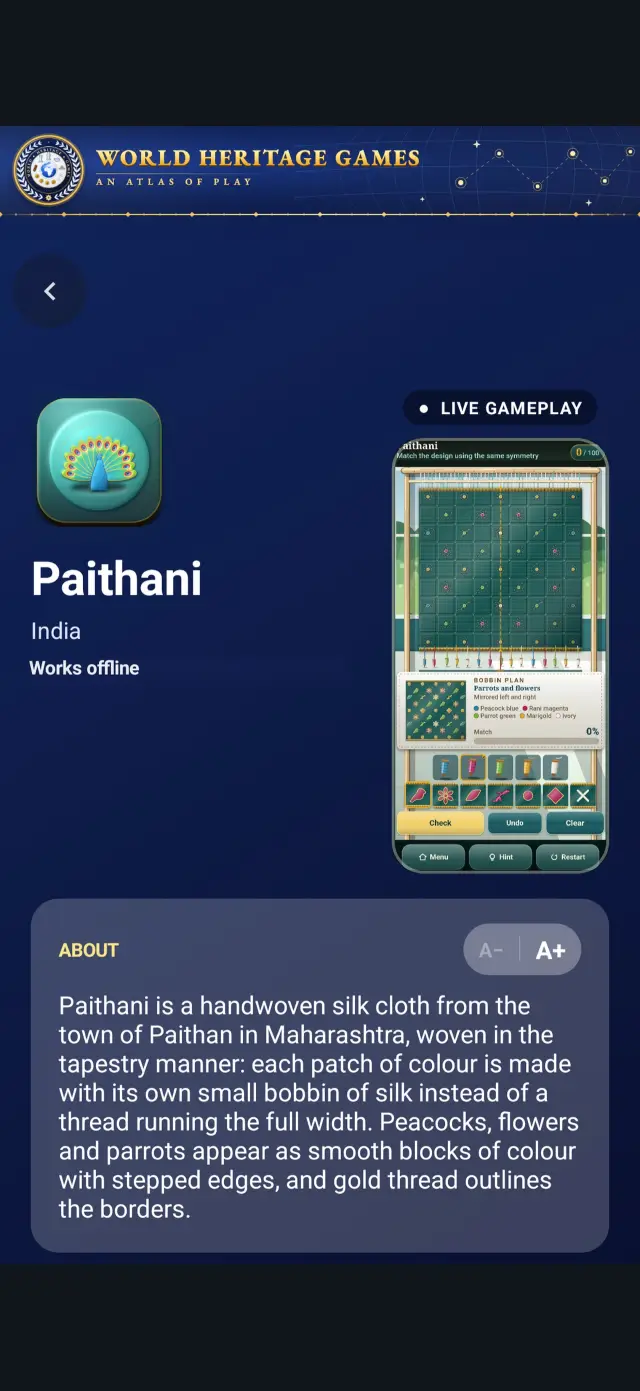 WORLD HERITAGE GAMES
AN ATLAS OF PLAY
LIVE GAMEPLAY
aithani
Match the design using the same symmetry
0 / 100
Paithani
India
Works offline
BOBBIN PLAN
Parrots and flowers
Mirrored left and right
Peacock blue Rani magenta
Parrot green Marigold Ivory
Match 0%
Check Undo Clear
Menu Hint Restart
ABOUT
A− A+
Paithani is a handwoven silk cloth from the
town of Paithan in Maharashtra, woven in the
tapestry manner: each patch of colour is made
with its own small bobbin of silk instead of a
thread running the full width. Peacocks, flowers
and parrots appear as smooth blocks of colour
with stepped edges, and gold thread outlines
the borders.